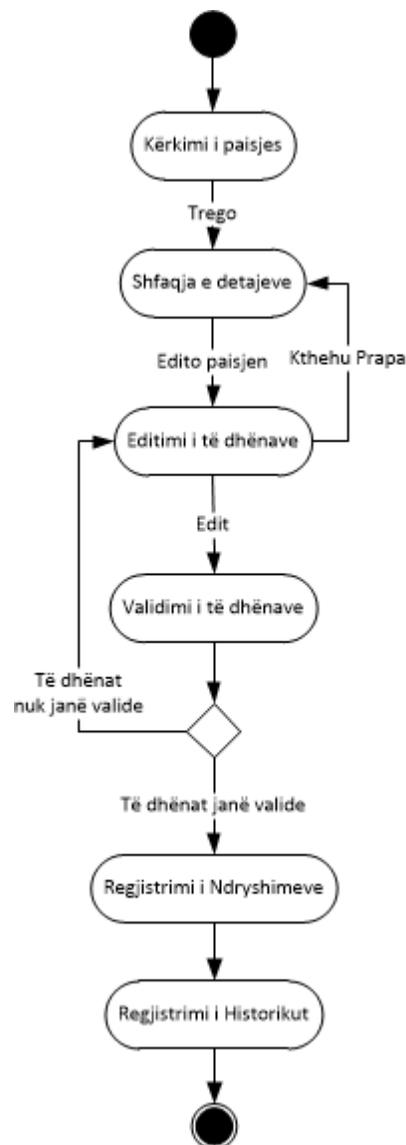 Kërkimi i paisjes
Trego
Shfaqja e detajeve
Edito paisjen
Kthehu Prapa
Editimi i të dhënave
Edit
Validimi i të dhënave
Të dhënat
nuk janë valide
Të dhënat janë valide
Regjistrimi i Ndryshimeve
Regjistrimi i Historikut